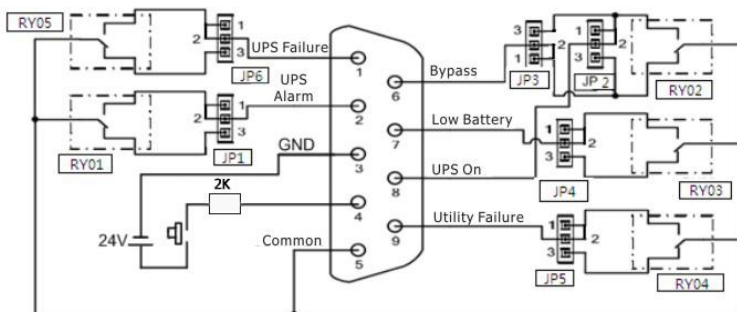 RY05
1
2
3
JP6
UPS Failure
1
Bypass
6
3
2
1
JP3
1
2
3
JP 2
RY02
UPS
Alarm
2
1
2
3
JP1
RY01
Low Battery
7
1
2
3
JP4
RY03
GND
3
UPS On
8
2K
4
24V
Utility Failure
9
1
2
3
JP5
RY04
Common
5